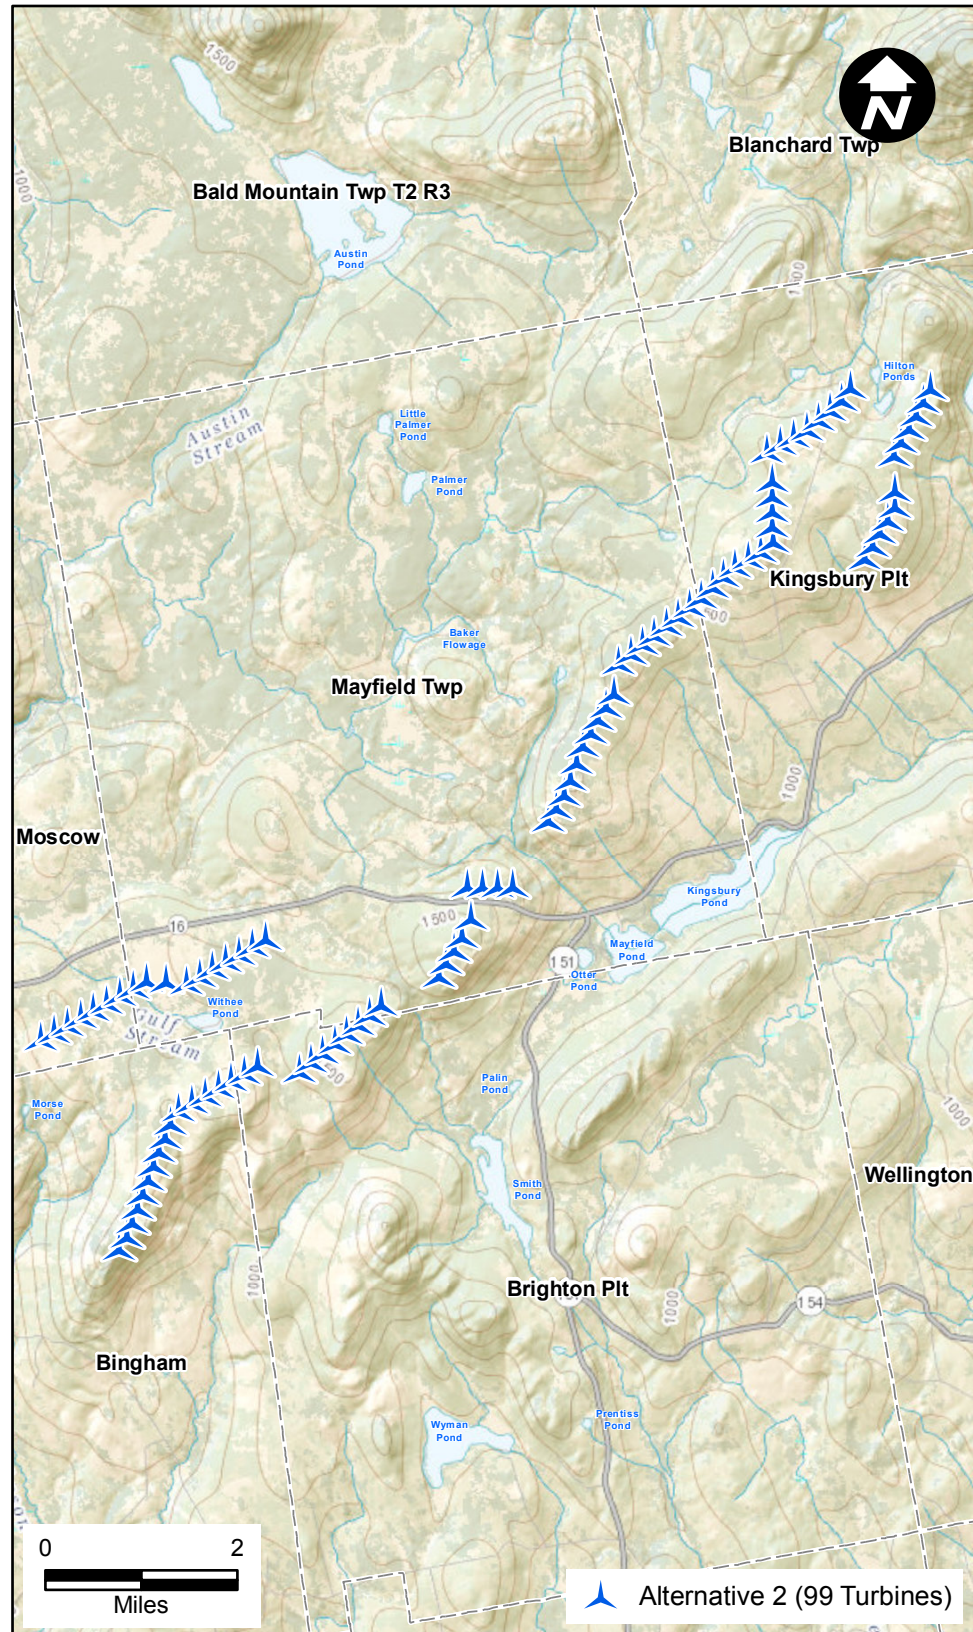 1500
N
Blanchard Twp
1000
Bald Mountain Twp T2 R3
Austin
Pond
1000
Hilton
Ponds
Austin
Stream
Little
Palmer
Pond
Palmer
Pond
Kingsbury Plt
500
Baker
Flowage
Mayfield Twp
1000
Moscow
Kingsbury
Pond
16
1500
Mayfield
Pond
151
Otter
Pond
Withee
Pond
Gulf
Stream
500
Palin
Pond
Morse
Pond
1000
Wellington
Smith
Pond
1000
Brighton Plt
1000
154
Bingham
Prentiss
Pond
Wyman
Pond
0 2
Miles
Alternative 2 (99 Turbines)